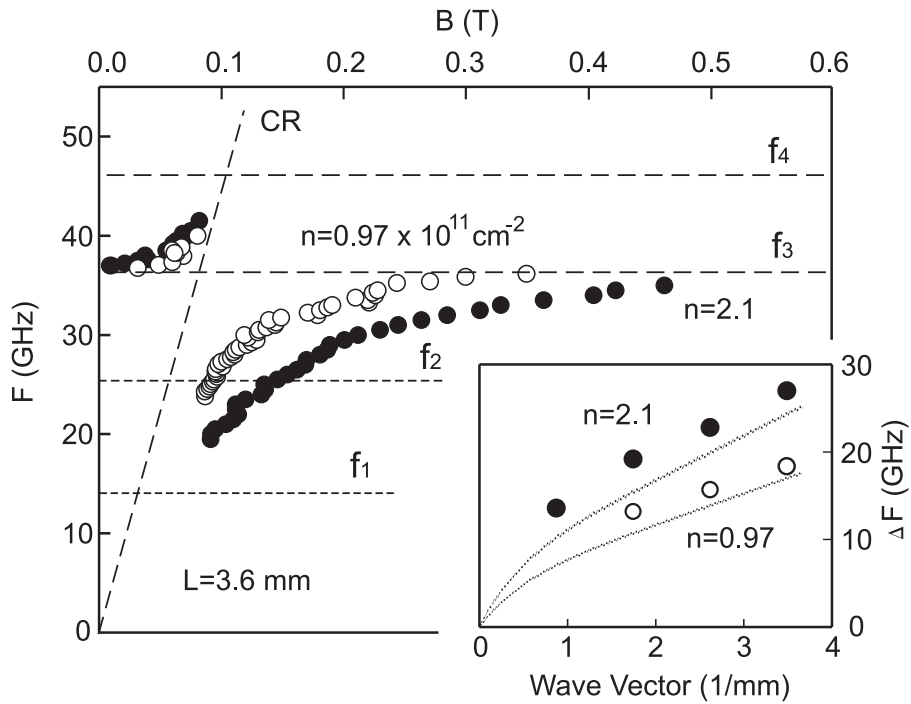 B (T)
0.0 0.1 0.2 0.3 0.4 0.5 0.6
F (GHz)
50
40
30
20
10
0
CR
f4
n=0.97 x 10^11 cm^-2
f3
n=2.1
f2
f1
L=3.6 mm
30
20
10
0
Δ F (GHz)
n=2.1
n=0.97
0 1 2 3 4
Wave Vector (1/mm)